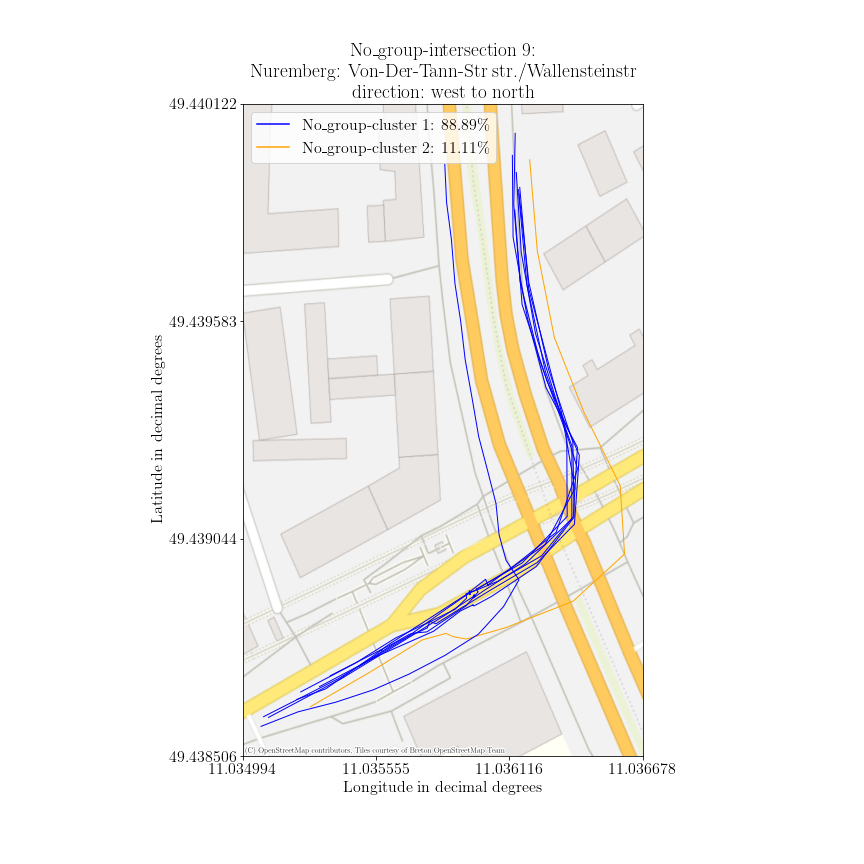 No_group-intersection 9:
Nuremberg: Von-Der-Tann-Str str./Wallensteinstr
direction: west to north
49.440122
No_group-cluster 1: 88.89%
No_group-cluster 2: 11.11%
49.439583
Latitude in decimal degrees
49.439044
49.438506
(C) OpenStreetMap contributors. Tiles courtesy of Breton OpenStreetMap Team
11.034994
11.035555
11.036116
11.036678
Longitude in decimal degrees